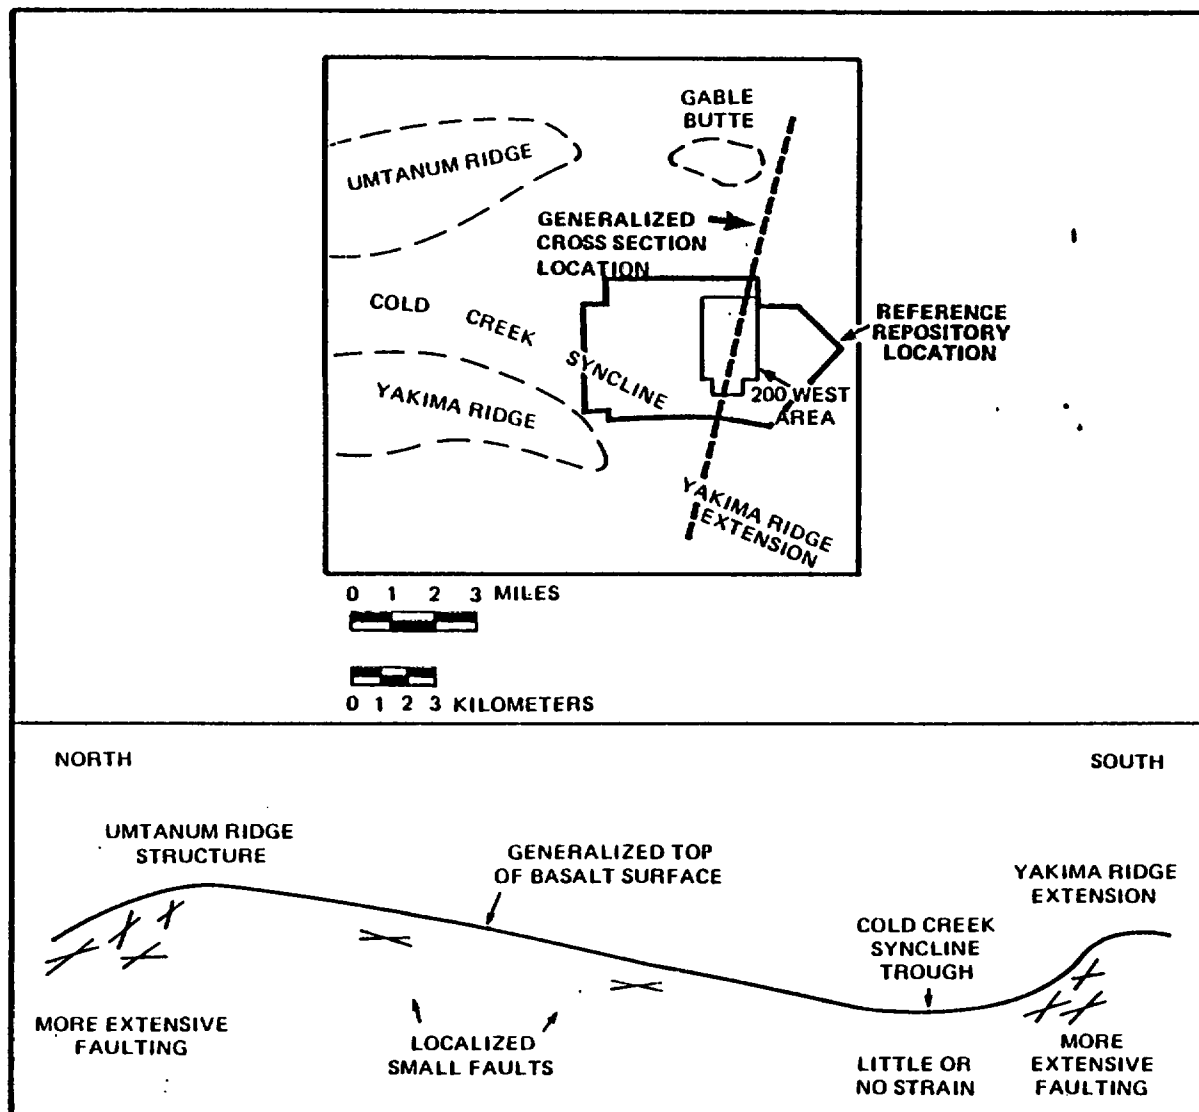 GABLE
BUTTE
UMTANUM RIDGE
GENERALIZED
CROSS SECTION
LOCATION
COLD CREEK SYNCLINE
REFERENCE
REPOSITORY
LOCATION
YAKIMA RIDGE
200 WEST
AREA
YAKIMA RIDGE
EXTENSION
0 1 2 3 MILES
0 1 2 3 KILOMETERS
NORTH
SOUTH
UMTANUM RIDGE
STRUCTURE
GENERALIZED TOP
OF BASALT SURFACE
YAKIMA RIDGE
EXTENSION
COLD CREEK
SYNCLINE
TROUGH
MORE EXTENSIVE
FAULTING
LOCALIZED
SMALL FAULTS
LITTLE OR
NO STRAIN
MORE
EXTENSIVE
FAULTING